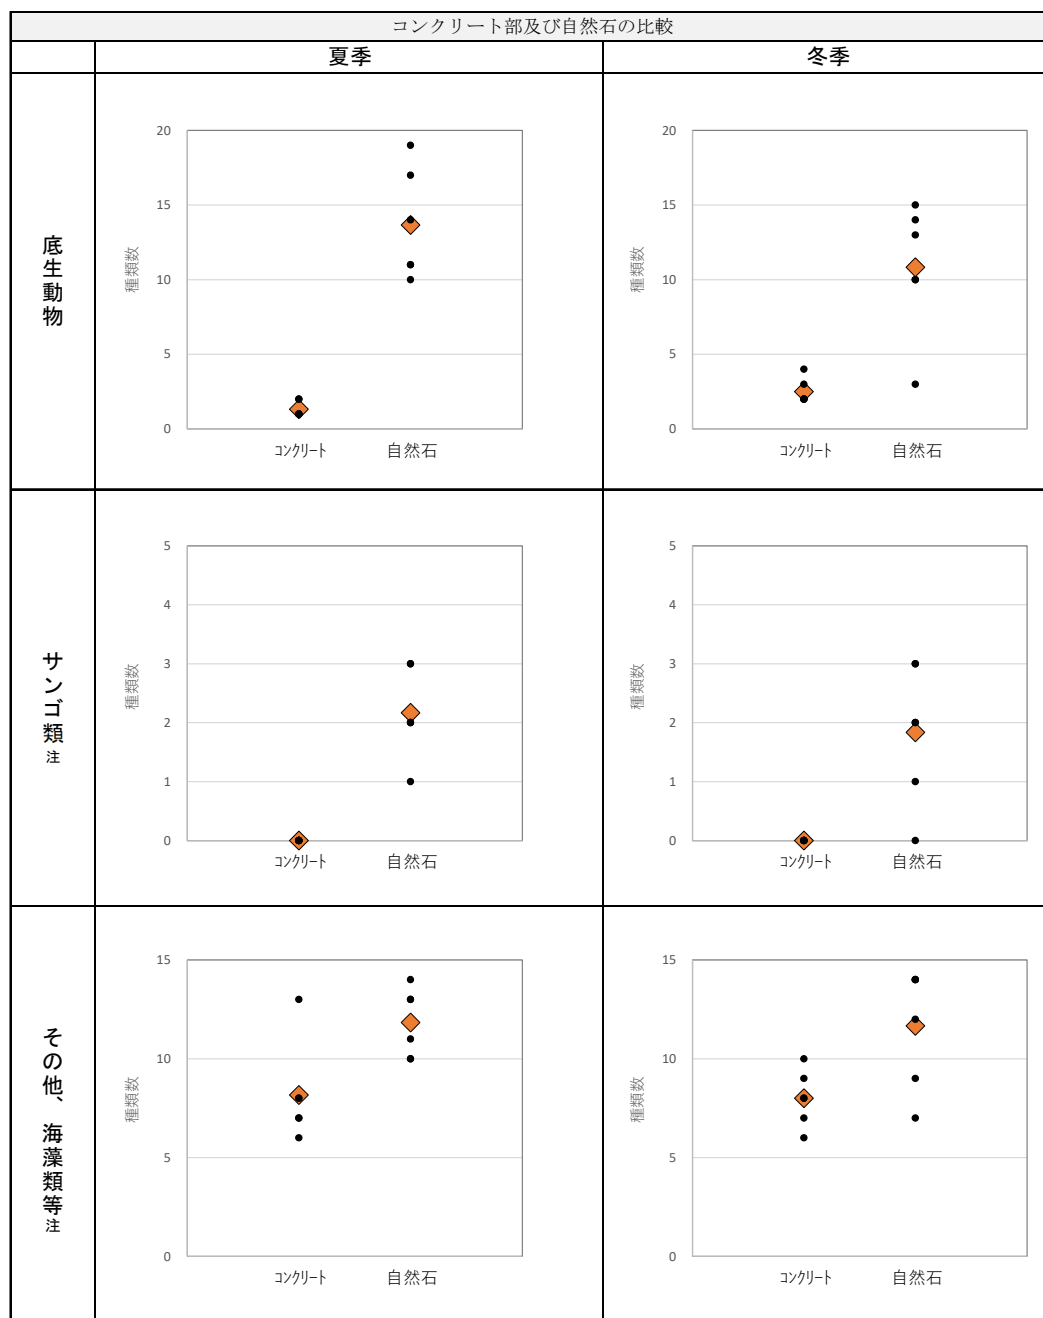 コンクリート部及び自然石の比較
夏季
冬季
底生動物
20
15
10
5
0
種類数
コンクリート
自然石
20
15
10
5
0
種類数
コンクリート
自然石
サンゴ類注
5
4
3
2
1
0
種類数
コンクリート
自然石
5
4
3
2
1
0
種類数
コンクリート
自然石
その他、海藻類等注
15
10
5
0
種類数
コンクリート
自然石
15
10
5
0
種類数
コンクリート
自然石